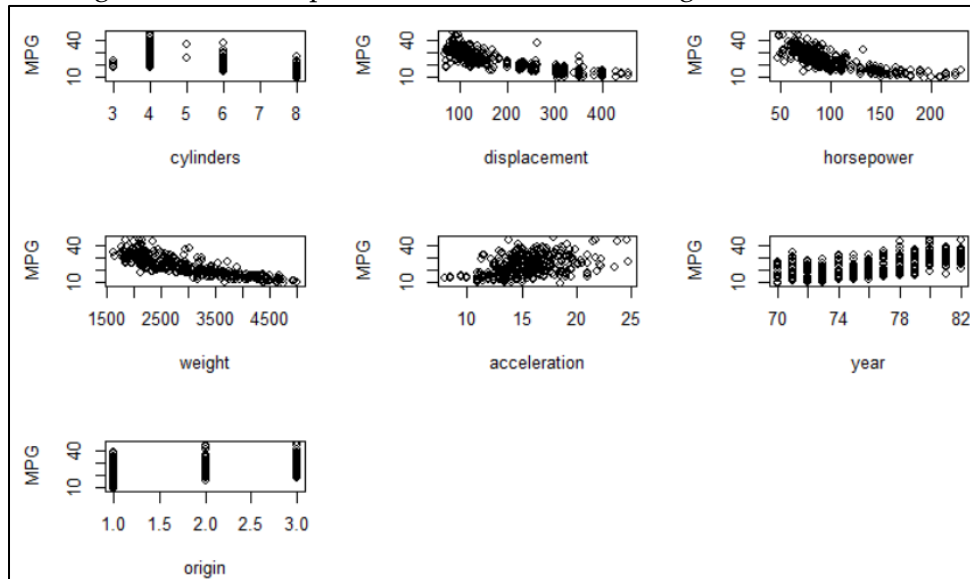 MPG
40
10
3 4 5 6 7 8
cylinders
MPG
40
10
100 200 300 400
displacement
MPG
40
10
50 100 150 200
horsepower
MPG
40
10
1500 2500 3500 4500
weight
MPG
40
10
10 15 20 25
acceleration
MPG
40
10
70 74 78 82
year
MPG
40
10
1.0 1.5 2.0 2.5 3.0
origin